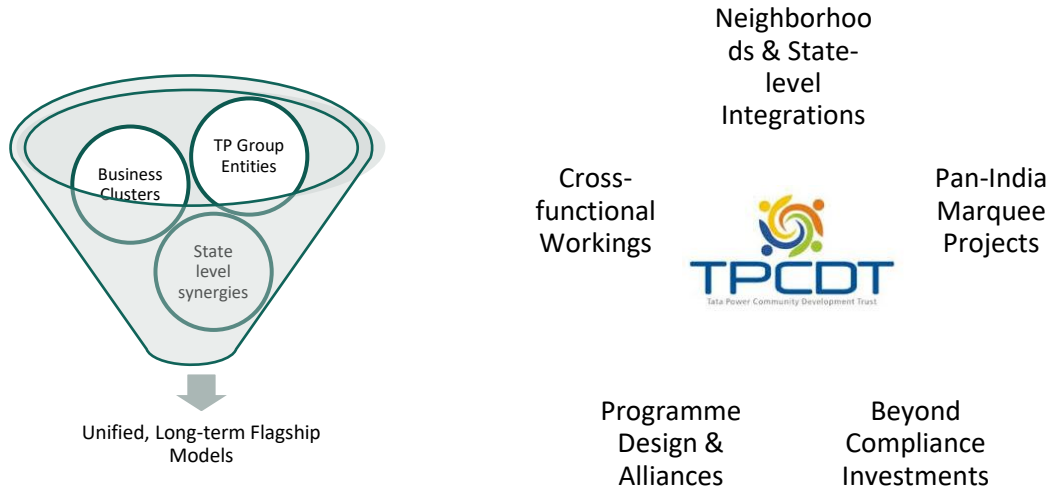 TP Group
Entities
Business
Clusters
State
level
synergies
Unified, Long-term Flagship
Models
Neighborhoo
ds & State-
level
Integrations
Cross-
functional
Workings
Pan-India
Marquee
Projects
TPCDT
Tata Power Community Development Trust
Programme
Design &
Alliances
Beyond
Compliance
Investments